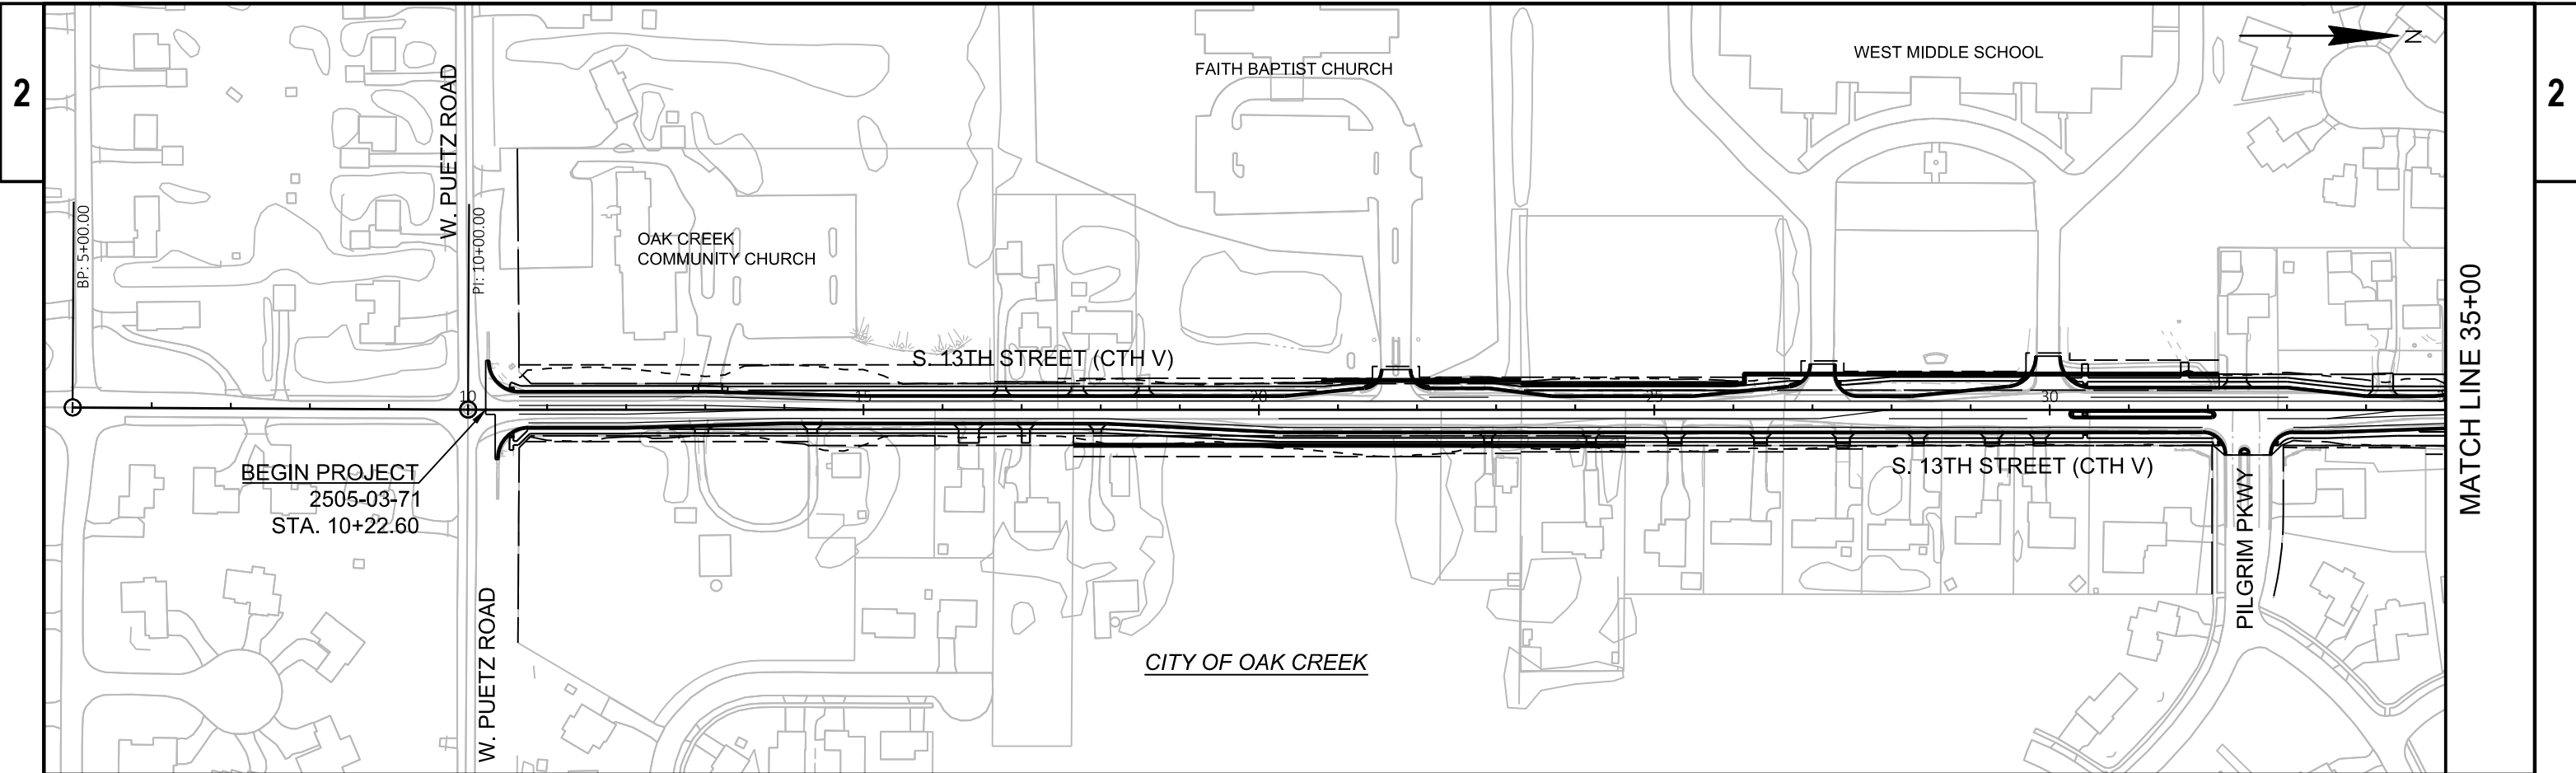 2
2
W. PUETZ ROAD
BP: 5+00.00
PI: 10+00.00
OAK CREEK
COMMUNITY CHURCH
FAITH BAPTIST CHURCH
WEST MIDDLE SCHOOL
N
S. 13TH STREET (CTH V)
10
15
20
25
30
BEGIN PROJECT
2505-03-71
STA. 10+22.60
S. 13TH STREET (CTH V)
W. PUETZ ROAD
CITY OF OAK CREEK
PILGRIM PKWY
MATCH LINE 35+00